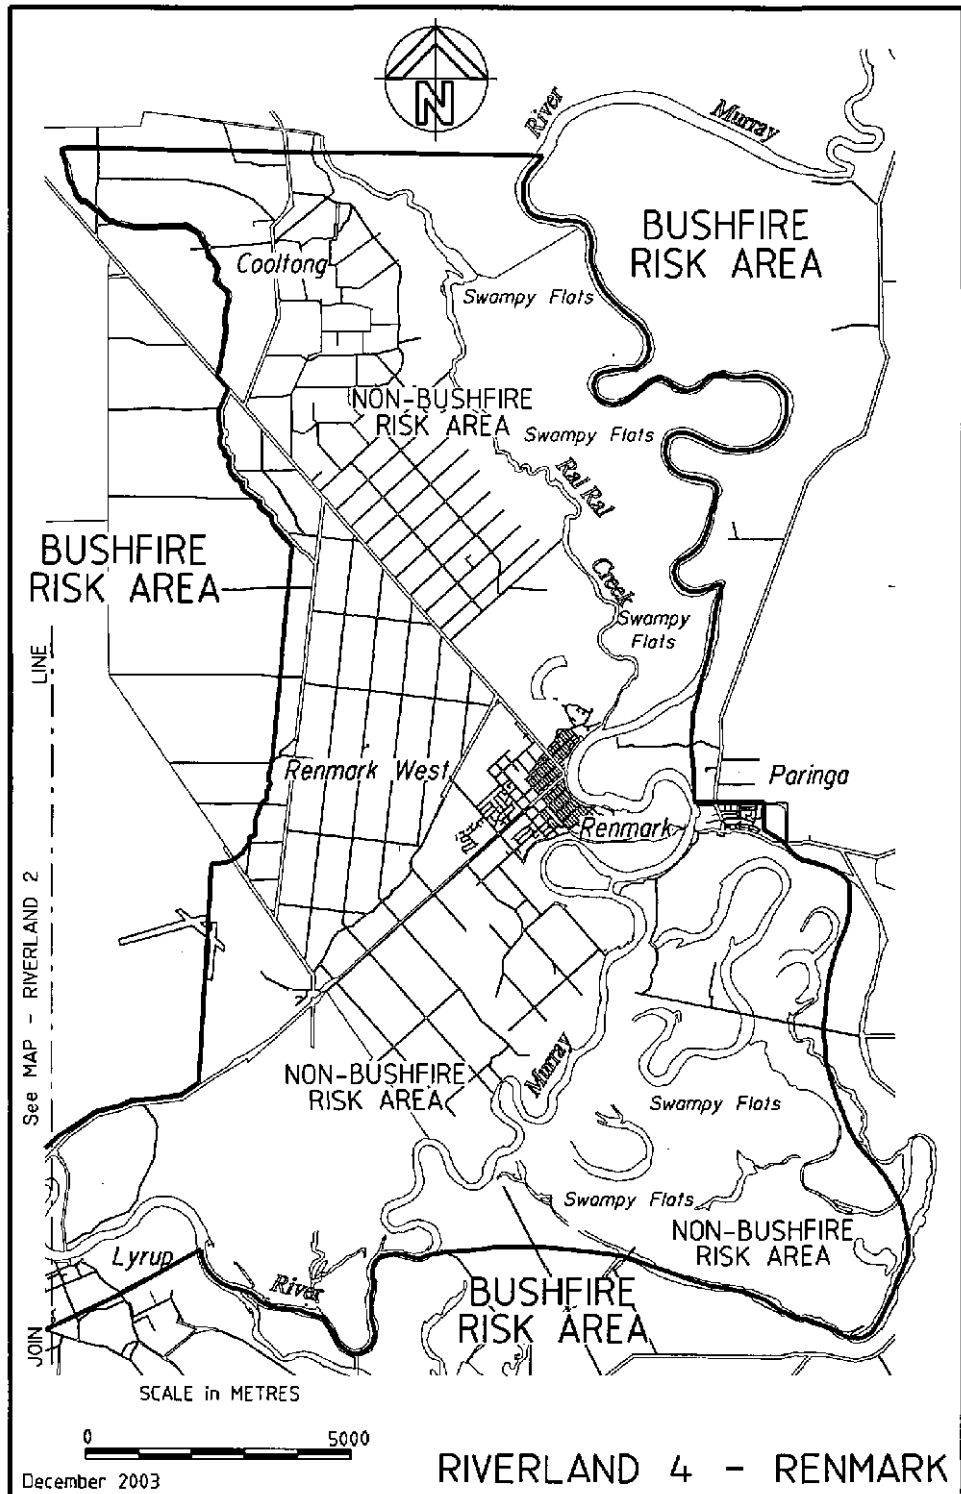 N
River
Murray
BUSHFIRE
RISK AREA
Cooltong
Swampy Flats
NON-BUSHFIRE
RISK AREA
Swampy Flats
Ral Ral
Creek
BUSHFIRE
RISK AREA
Swampy
Flats
Renmark West
Paringa
Renmark
See MAP - RIVERLAND 2
JOIN LINE
Murray
NON-BUSHFIRE
RISK AREA
Swampy Flats
Swampy Flats
NON-BUSHFIRE
RISK AREA
Lyrup
River
BUSHFIRE
RISK AREA
SCALE in METRES
0 5000
December 2003
RIVERLAND 4 - RENMARK